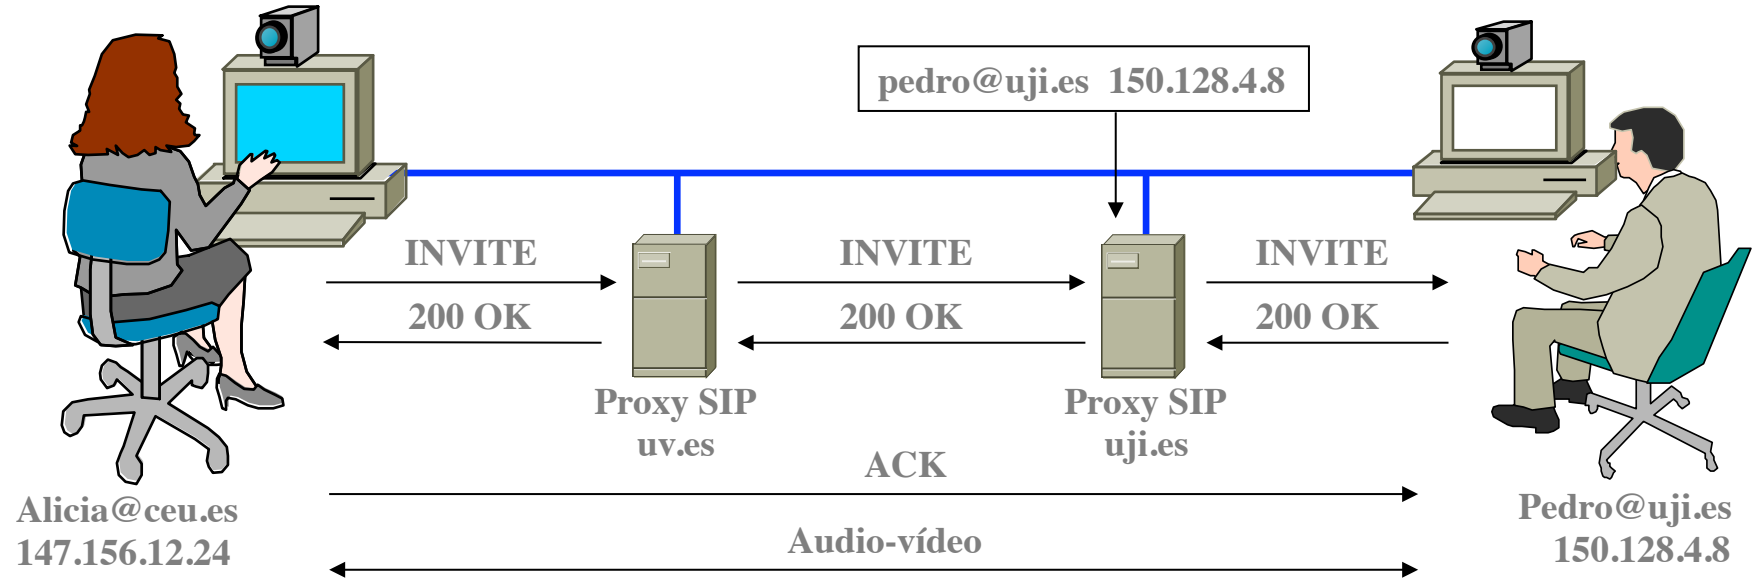 pedro@uji.es 150.128.4.8
INVITE
INVITE
INVITE
200 OK
200 OK
200 OK
Proxy SIP
uv.es
Proxy SIP
uji.es
ACK
Alicia@ceu.es
147.156.12.24
Pedro@uji.es
150.128.4.8
Audio-vídeo